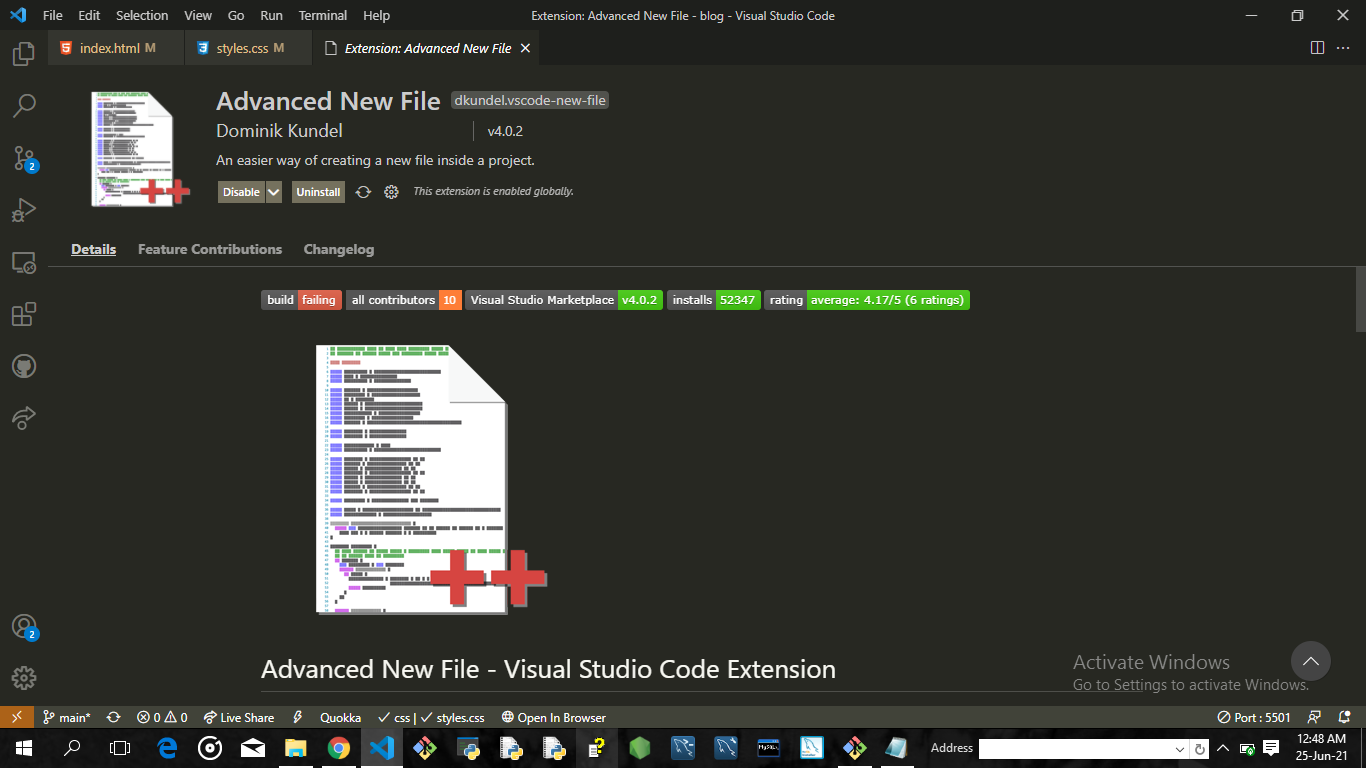 File Edit Selection View Go Run Terminal Help Extension: Advanced New File - blog - Visual Studio Code
index.html M styles.css M Extension: Advanced New File
Advanced New File dkundel.vscode-new-file
Dominik Kundel v4.0.2
An easier way of creating a new file inside a project.
Disable Uninstall This extension is enabled globally.
2
Details Feature Contributions Changelog
build failing all contributors 10 Visual Studio Marketplace v4.0.2 installs 52347 rating average: 4.17/5 (6 ratings)
2
Advanced New File - Visual Studio Code Extension
Activate Windows
Go to Settings to activate Windows.
main* 0 0 Live Share Quokka css | styles.css Open In Browser Port : 5501
Address 12:48 AM
25-Jun-21